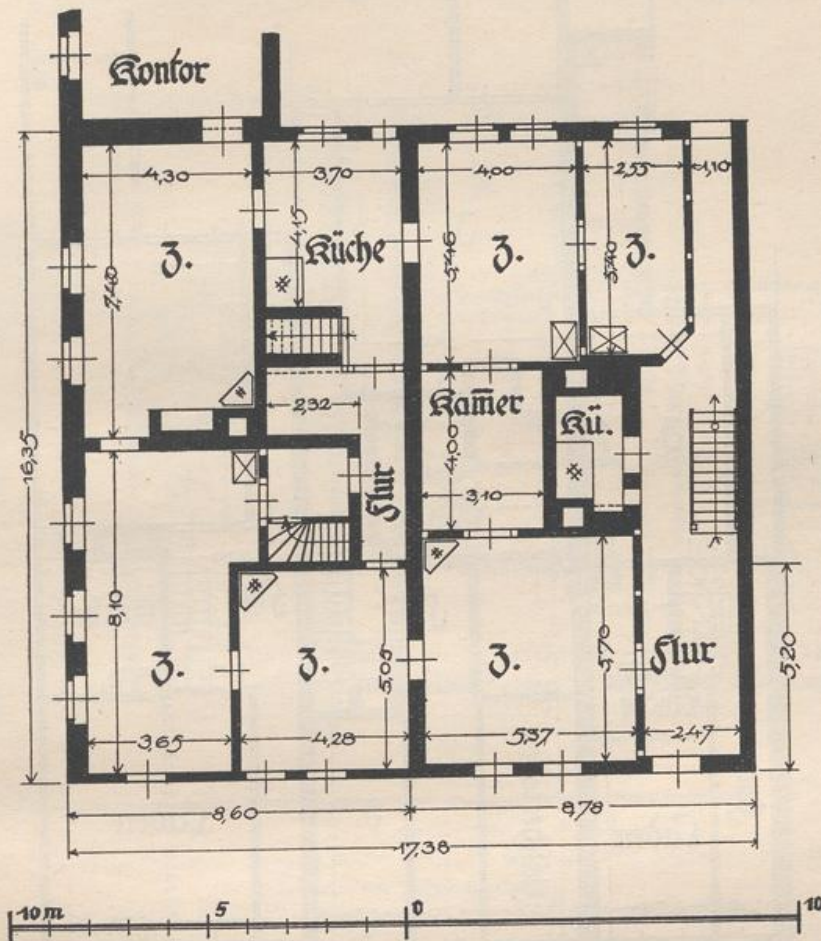 Kontor
4,30
3,70
4,00
2,55
1,10
4,15
Küche
Z.
Z.
Z.
7,40
5,46
5,40
2,32
Kam̅er
Kü.
4,00
3,10
Flur
16,35
8,10
Z.
Z.
Z.
5,05
5,70
Flur
5,20
3,65
4,28
5,37
2,47
8,60
8,78
17,38
10 m 5 0 10